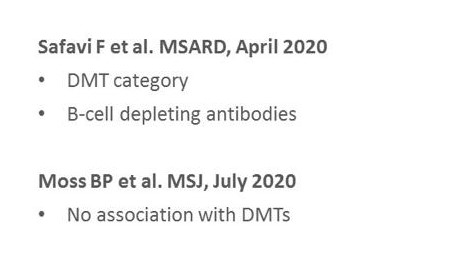 Safavi F et al. MSARD, April 2020
• DMT category
• B-cell depleting antibodies
Moss BP et al. MSJ, July 2020
• No association with DMTs